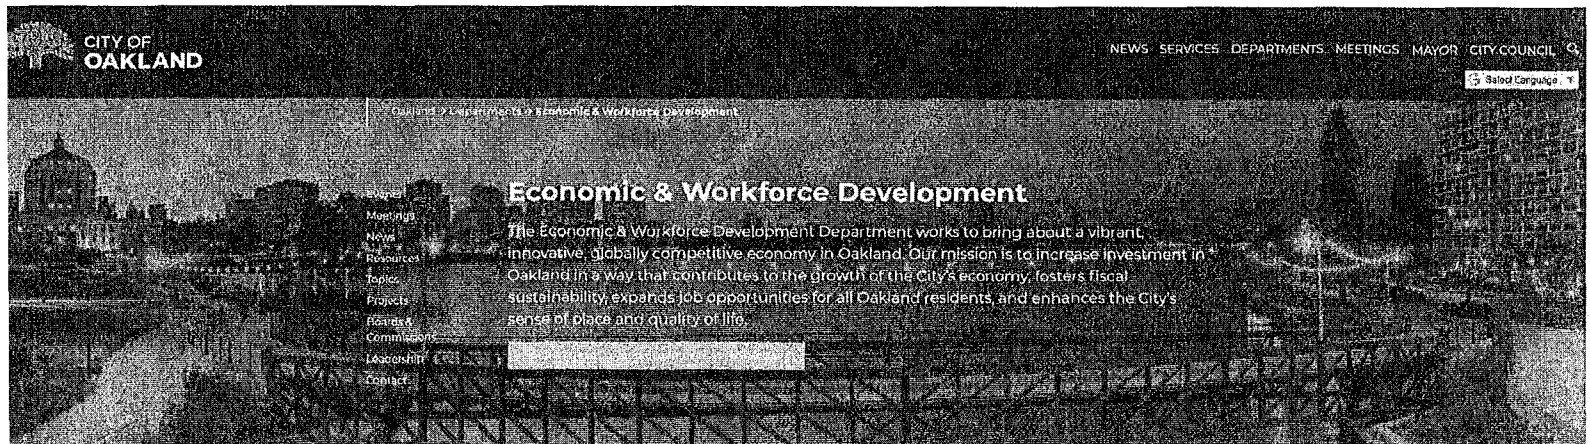 CITY OF
OAKLAND
NEWS SERVICES DEPARTMENTS MEETINGS MAYOR CITY COUNCIL
Select Language
Oakland » Departments » Economic & Workforce Development
Economic & Workforce Development
The Economic & Workforce Development Department works to bring about a vibrant,
innovative, globally competitive economy in Oakland. Our mission is to increase investment in
Oakland in a way that contributes to the growth of the City's economy, fosters fiscal
sustainability, expands job opportunities for all Oakland residents, and enhances the City's
sense of place and quality of life.
Meetings
News
Resources
Topics
Projects
Boards &
Commissions
Leadership
Contact